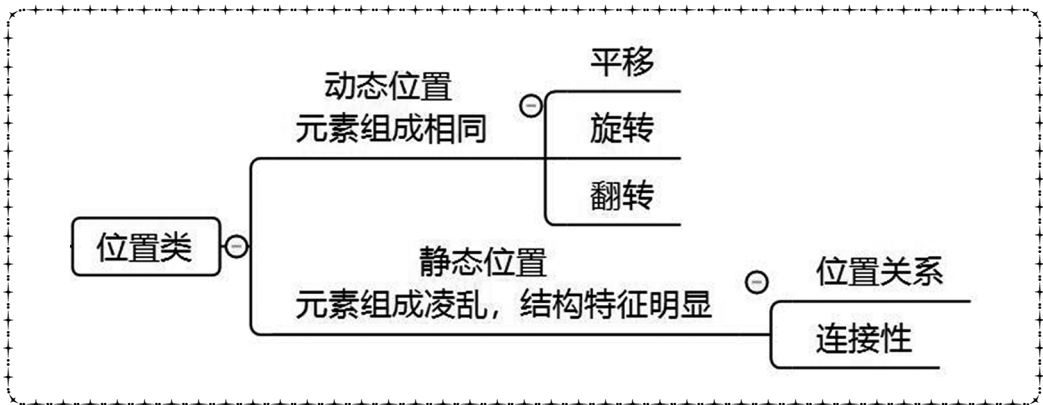 位置类
动态位置
元素组成相同
平移
旋转
翻转
静态位置
元素组成凌乱，结构特征明显
位置关系
连接性